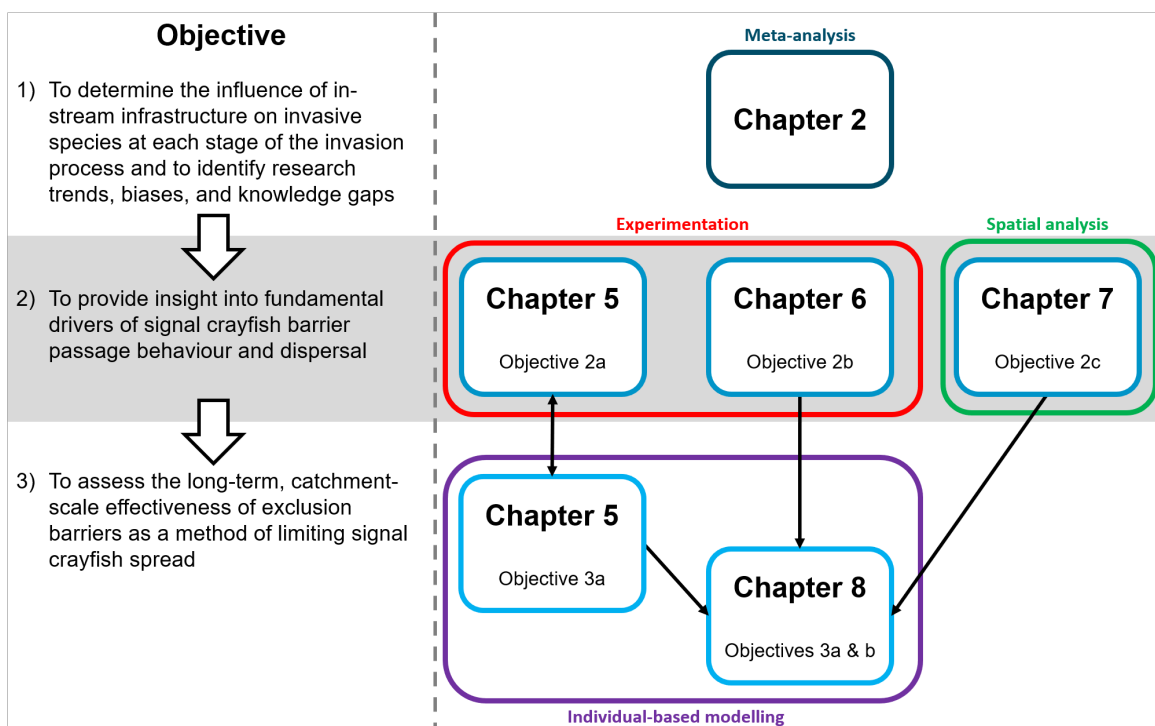 Objective
1) To determine the influence of in-
stream infrastructure on invasive
species at each stage of the invasion
process and to identify research
trends, biases, and knowledge gaps
2) To provide insight into fundamental
drivers of signal crayfish barrier
passage behaviour and dispersal
3) To assess the long-term, catchment-
scale effectiveness of exclusion
barriers as a method of limiting signal
crayfish spread
Meta-analysis
Chapter 2
Experimentation
Chapter 5
Objective 2a
Chapter 6
Objective 2b
Spatial analysis
Chapter 7
Objective 2c
Chapter 5
Objective 3a
Chapter 8
Objectives 3a & b
Individual-based modelling